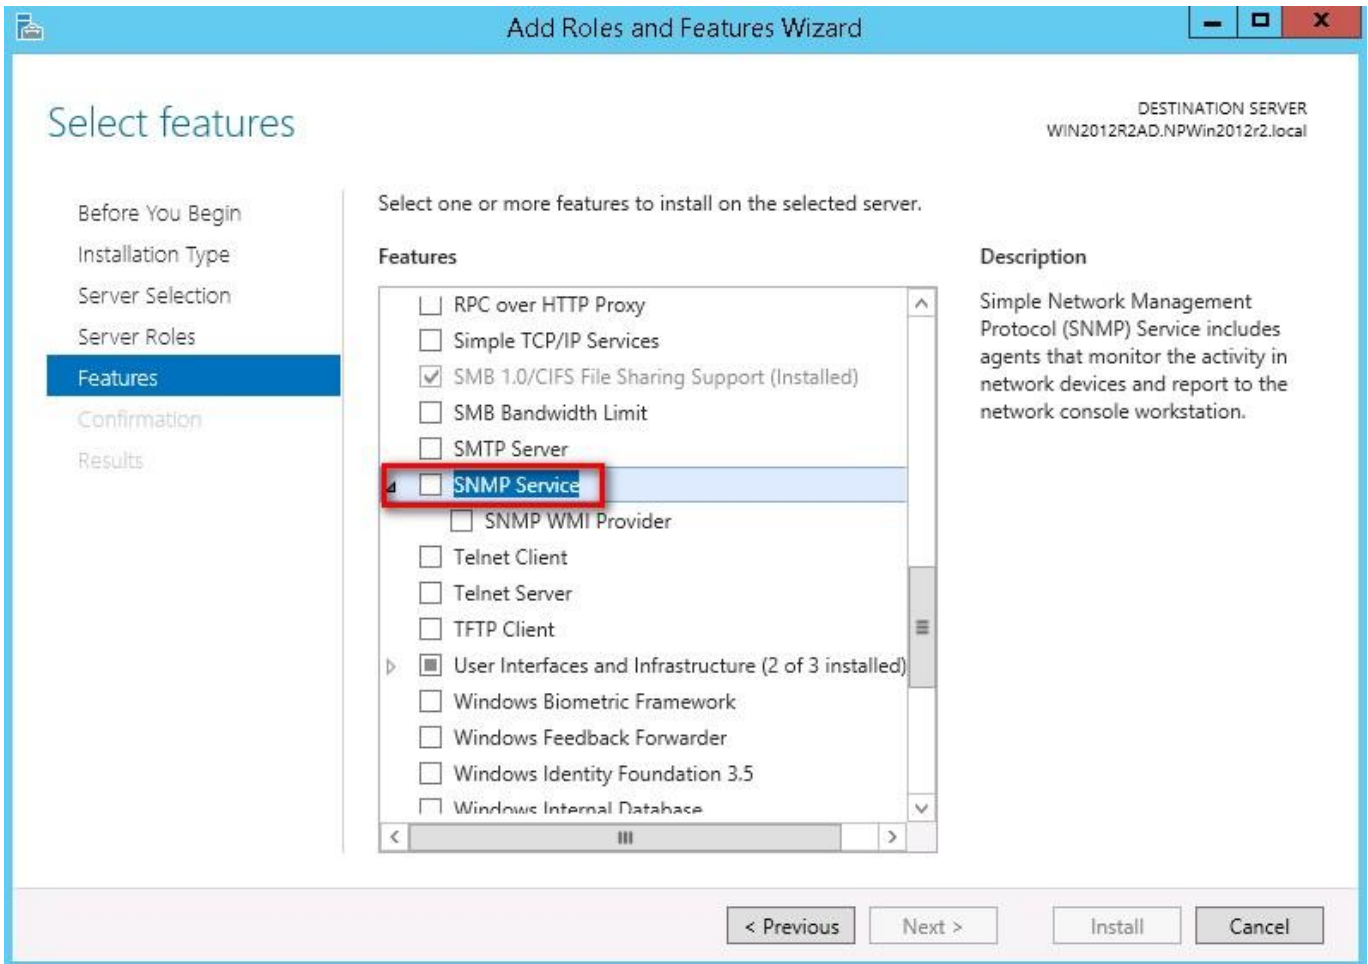 Add Roles and Features Wizard
Select features
DESTINATION SERVER
WIN2012R2AD.NPWin2012r2.local
Before You Begin
Installation Type
Server Selection
Server Roles
Features
Confirmation
Results
Select one or more features to install on the selected server.
Features
RPC over HTTP Proxy
Simple TCP/IP Services
SMB 1.0/CIFS File Sharing Support (Installed)
SMB Bandwidth Limit
SMTP Server
SNMP Service
SNMP WMI Provider
Telnet Client
Telnet Server
TFTP Client
User Interfaces and Infrastructure (2 of 3 installed)
Windows Biometric Framework
Windows Feedback Forwarder
Windows Identity Foundation 3.5
Windows Internal Database
Description
Simple Network Management
Protocol (SNMP) Service includes
agents that monitor the activity in
network devices and report to the
network console workstation.
< Previous
Next >
Install
Cancel